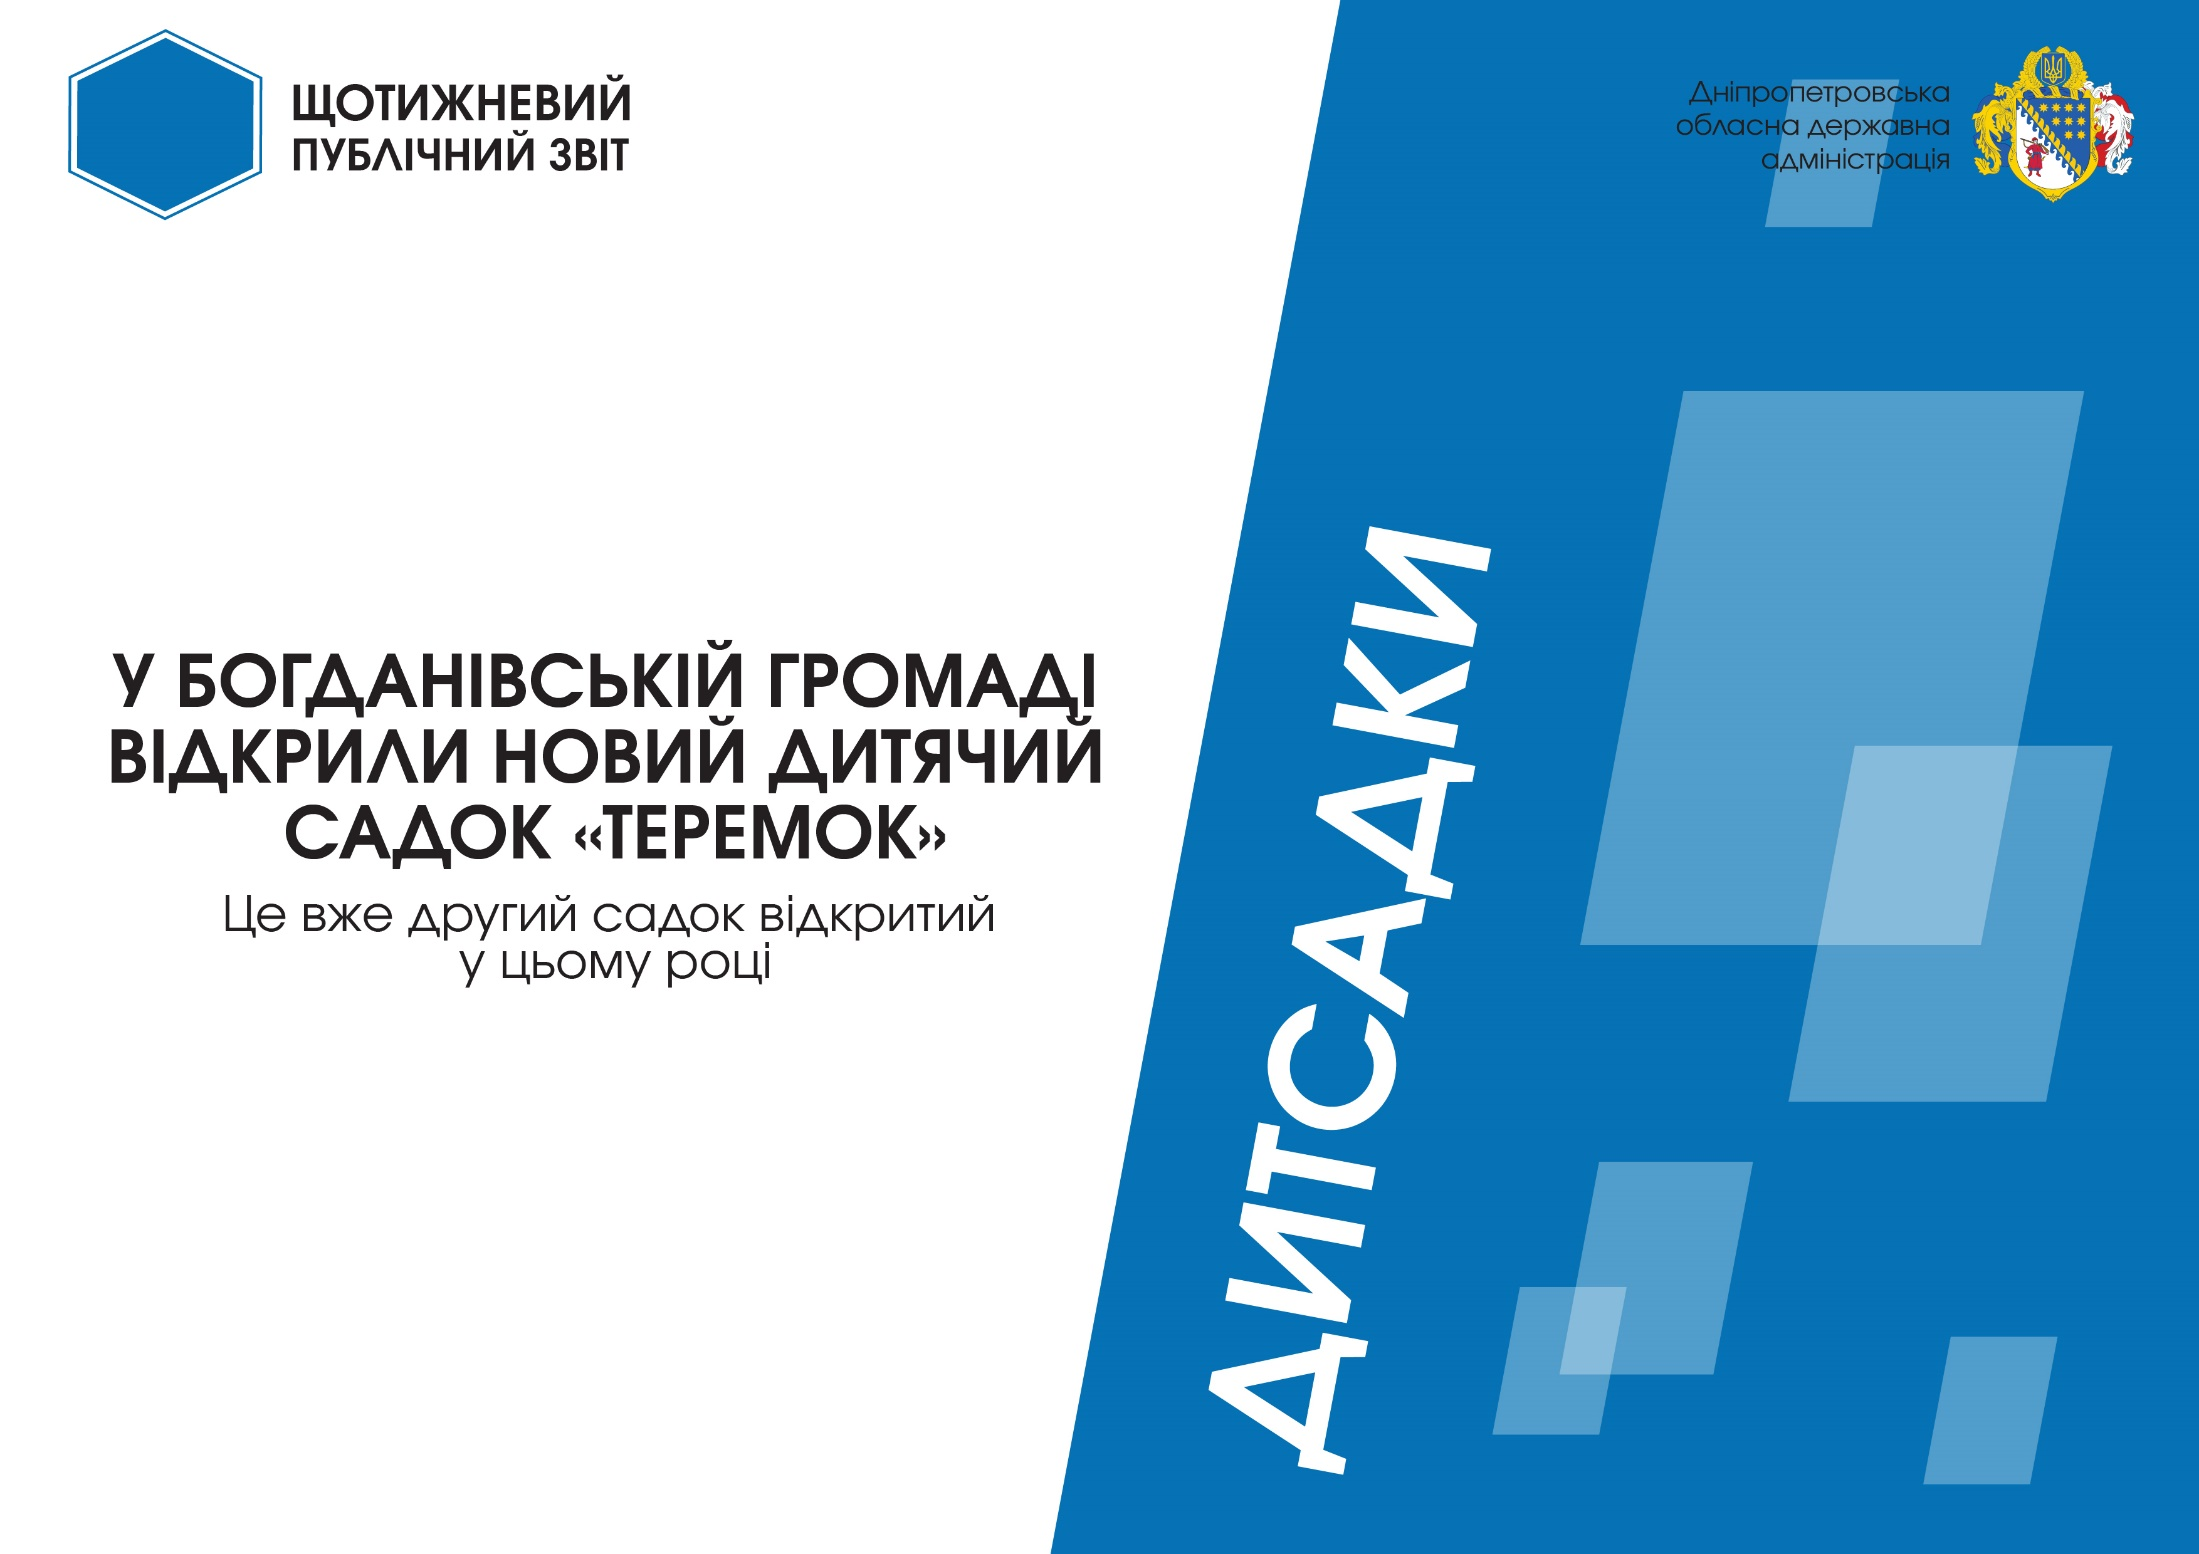 ЩОТИЖНЕВИЙ
ПУБЛІЧНИЙ ЗВІТ
Дніпропетровська
обласна державна
адміністрація
У БОГДАНІВСЬКІЙ ГРОМАДІ
ВІДКРИЛИ НОВИЙ ДИТЯЧИЙ
САДОК «ТЕРЕМОК»
Це вже другий садок відкритий
у цьому році
ДИТСАДКИ